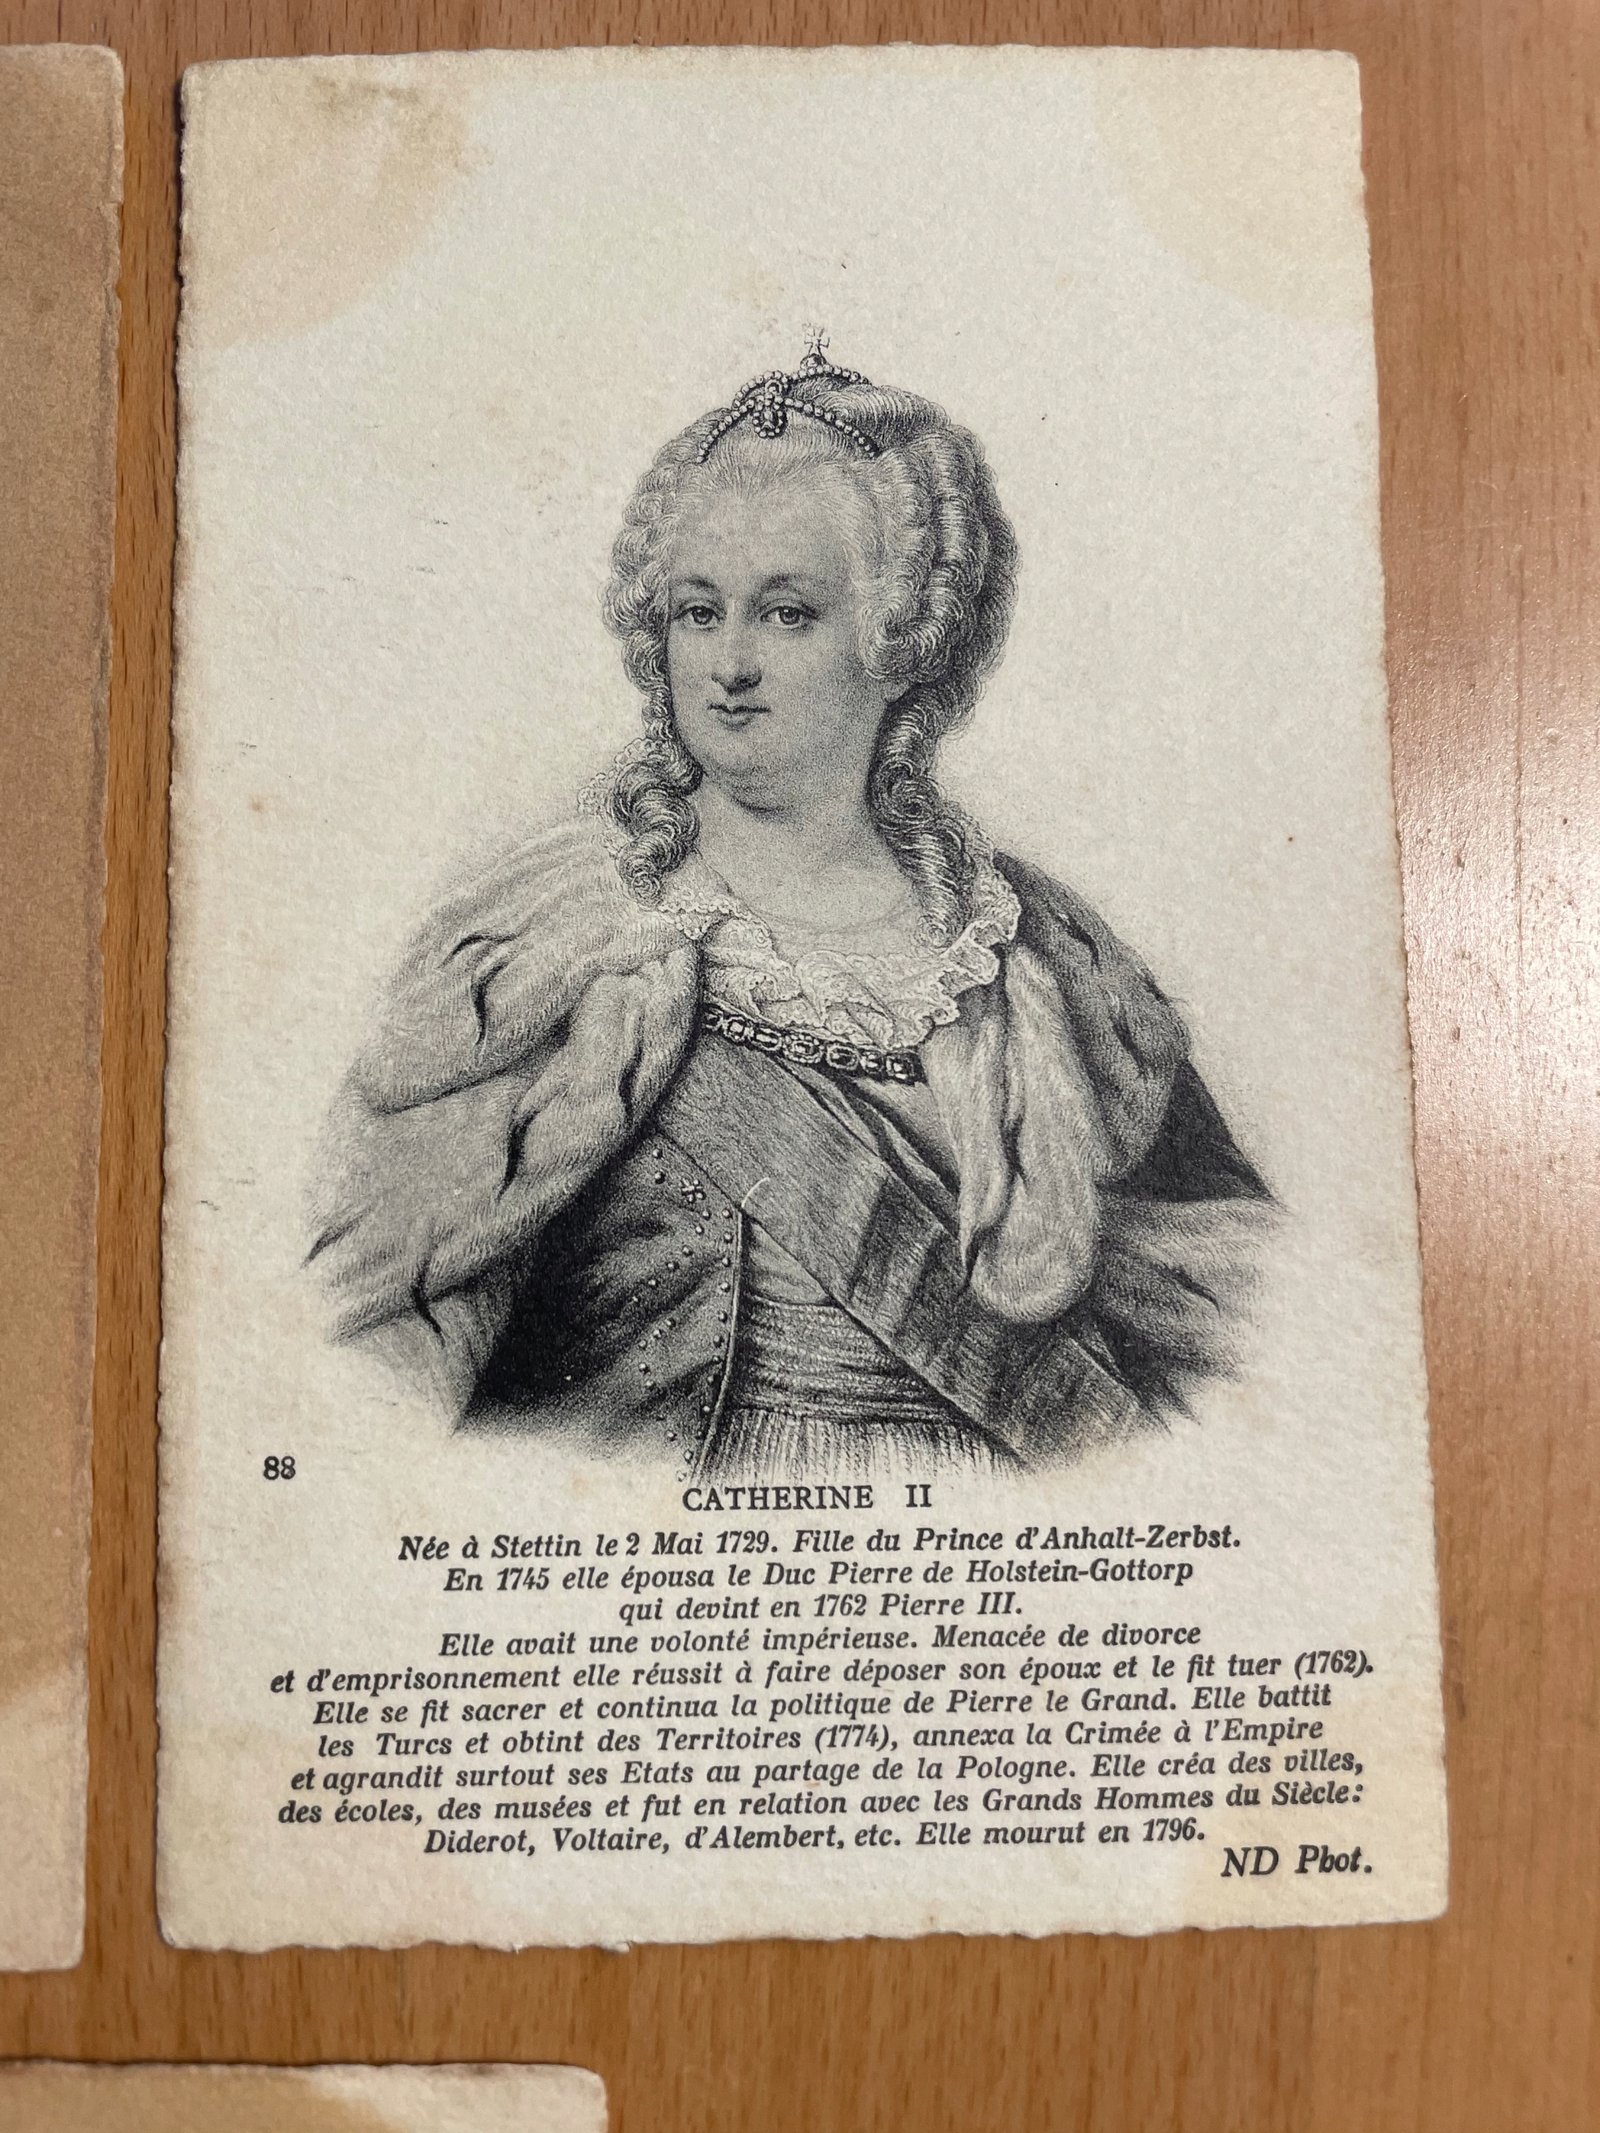 88
CATHERINE II
Née à Stettin le 2 Mai 1729. Fille du Prince d'Anhalt-Zerbst.
En 1745 elle épousa le Duc Pierre de Holstein-Gottorp
qui devint en 1762 Pierre III.
Elle avait une volonté impérieuse. Menacée de divorce
et d'emprisonnement elle réussit à faire déposer son époux et le fit tuer (1762).
Elle se fit sacrer et continua la politique de Pierre le Grand. Elle battit
les Turcs et obtint des Territoires (1774), annexa la Crimée à l'Empire
et agrandit surtout ses Etats au partage de la Pologne. Elle créa des villes,
des écoles, des musées et fut en relation avec les Grands Hommes du Siècle:
Diderot, Voltaire, d'Alembert, etc. Elle mourut en 1796.
ND Phot.